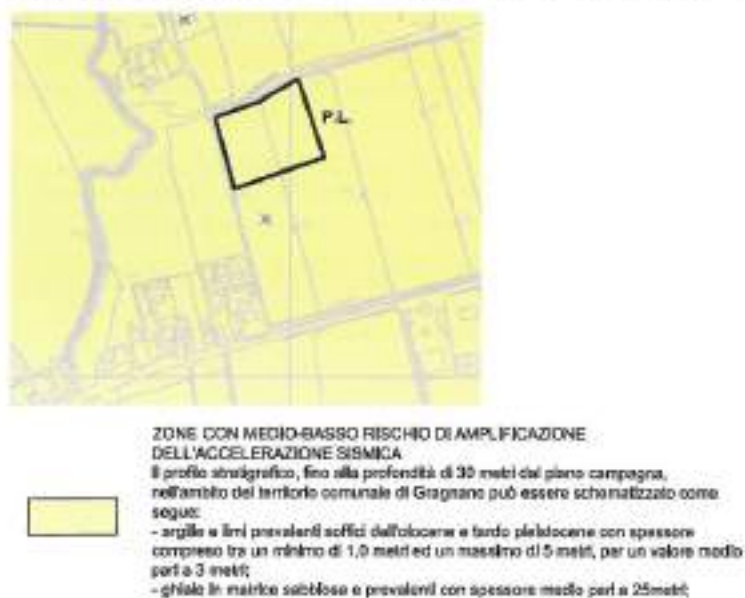 P.L.
ZONE CON MEDIO-BASSO RISCHIO DI AMPLIFICAZIONE
DELL'ACCELERAZIONE SISMICA
Il profilo stratigrafico, fino alla profondità di 30 metri dal piano campagna,
nell'ambito del territorio comunale di Gragnano può essere schematizzato come
segue:
- argille e limi prevalenti soffici dell'olocene e tardo pleistocene con spessore
compreso tra un minimo di 1,0 metri ed un massimo di 5 metri, per un valore medio
pari a 3 metri;
- ghiaie in matrice sabbiosa e prevalenti con spessore medio pari a 25metri;